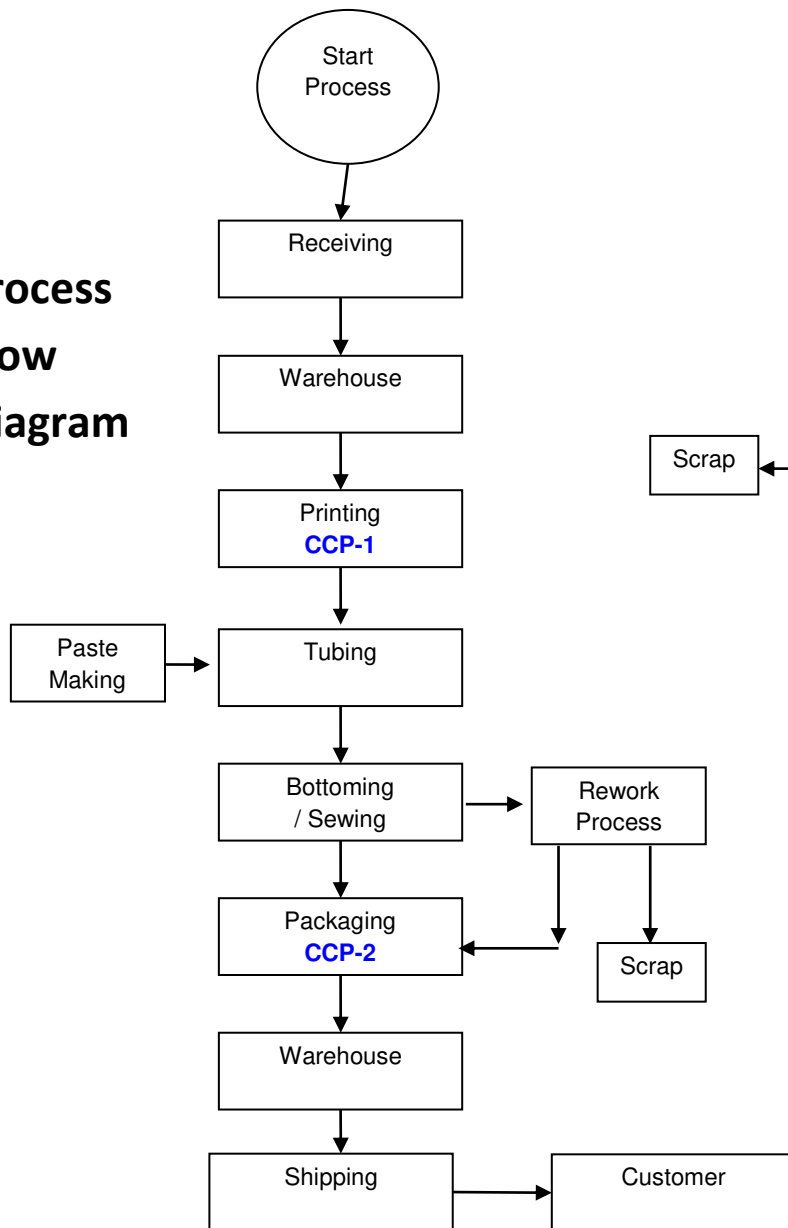 Start
Process
Receiving
rocess
ow
iagram
Warehouse
Scrap
Printing
CCP-1
Paste
Making
Tubing
Bottoming
/ Sewing
Rework
Process
Packaging
CCP-2
Scrap
Warehouse
Shipping
Customer